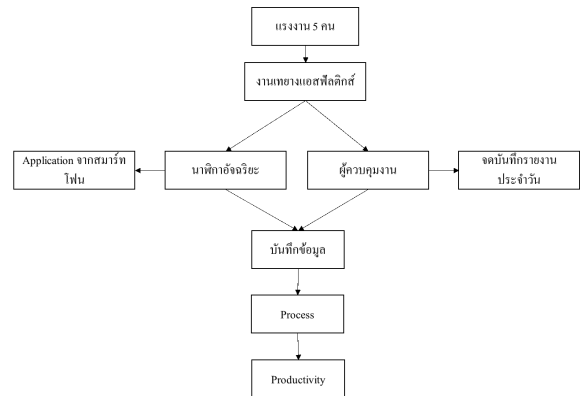 แรงงาน 5 คน
งานเทยางแอสฟัลติกส์
Application จากสมาร์ท
โฟน
นาฬิกาอัจฉริยะ
ผู้ควบคุมงาน
จดบันทึกรายงาน
ประจำวัน
บันทึกข้อมูล
Process
Productivity